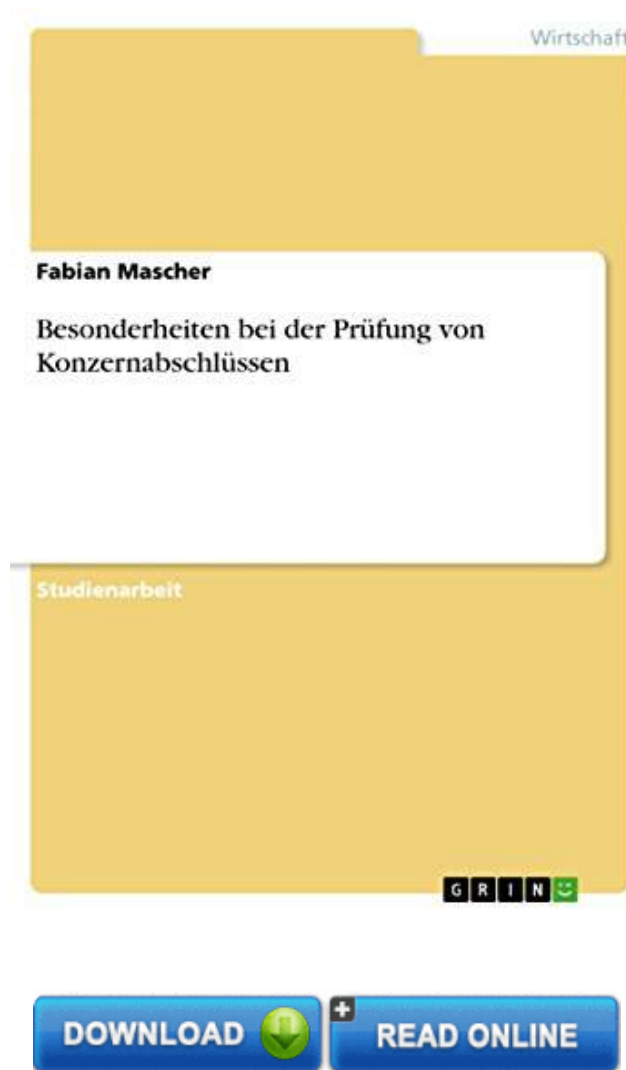 Wirtschaft
Fabian Mascher
Besonderheiten bei der Prüfung von
Konzernabschlüssen
Studienarbeit
GRIN
DOWNLOAD
READ ONLINE